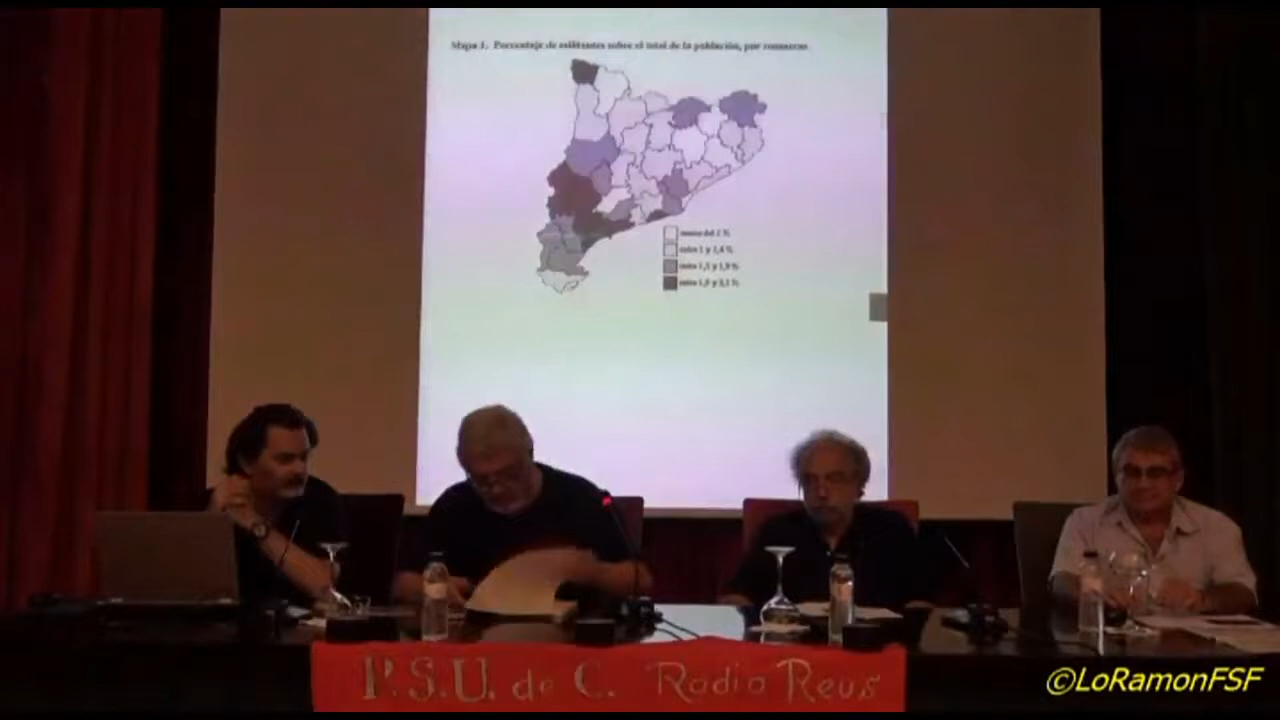 Mapa 1. Porcentaje de militantes sobre el total de la población, por comarcas
menos del 1 %
entre 1 y 1,4 %
entre 1,5 y 1,9 %
entre 1,9 y 3,1 %
P.S.U. de C. Radio Reus
©LoRamonFSF